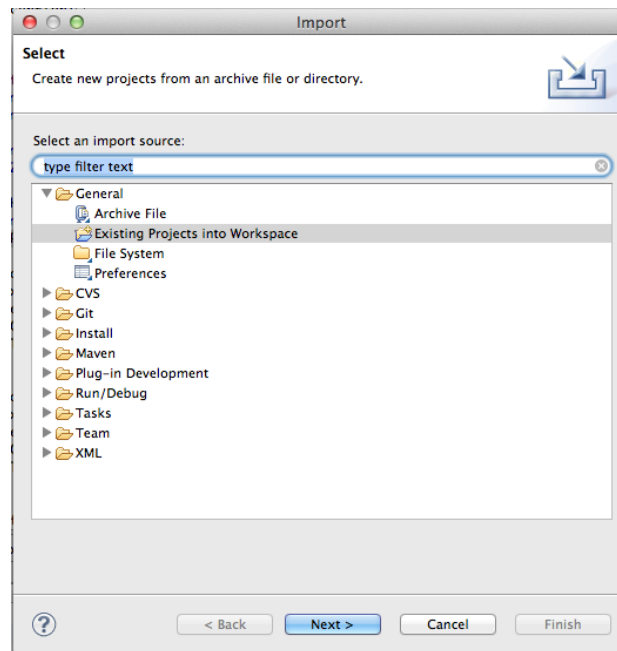 Import
Select
Create new projects from an archive file or directory.
Select an import source:
type filter text
General
Archive File
Existing Projects into Workspace
File System
Preferences
CVS
Git
Install
Maven
Plug-in Development
Run/Debug
Tasks
Team
XML
?
< Back
Next >
Cancel
Finish